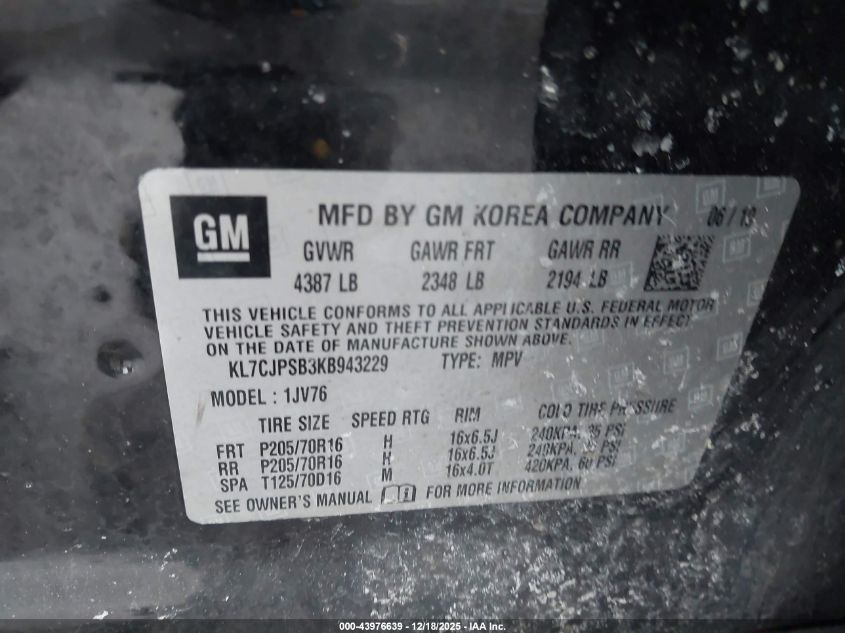 GM
MFD BY GM KOREA COMPANY 06/19
GVWR GAWR FRT GAWR RR
4387 LB 2348 LB 2194 LB
THIS VEHICLE CONFORMS TO ALL APPLICABLE U.S. FEDERAL MOTOR
VEHICLE SAFETY AND THEFT PREVENTION STANDARDS IN EFFECT
ON THE DATE OF MANUFACTURE SHOWN ABOVE.
KL7CJPSB3KB943229 TYPE: MPV
MODEL : 1JV76
TIRE SIZE SPEED RTG RIM COLD TIRE PRESSURE
FRT P205/70R16 H 16x6.5J 240KPA, 35 PSI
RR P205/70R16 H 16x6.5J 240KPA, 35 PSI
SPA T125/70D16 M 16x4.0T 420KPA, 60 PSI
SEE OWNER'S MANUAL FOR MORE INFORMATION
000-43976639 - 12/18/2025 - IAA Inc.